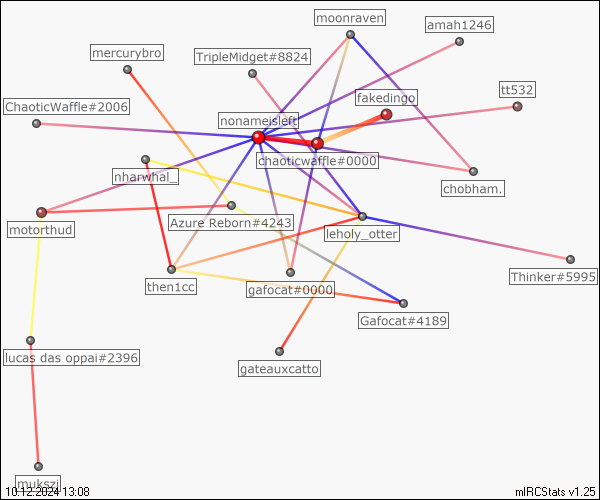 moonraven
amah1246
mercurybro
TripleMidget#8824
tt532
fakedingo
ChaoticWaffle#2006
nonameisleft
chaoticwaffle#0000
nharwhal_
chobham.
motorthud
Azure Reborn#4243
leholy_otter
Thinker#5995
then1cc
gafocat#0000
Gafocat#4189
lucas das oppai#2396
gateauxcatto
mukszi
10.12.2024 13:08
mIRCStats v1.25